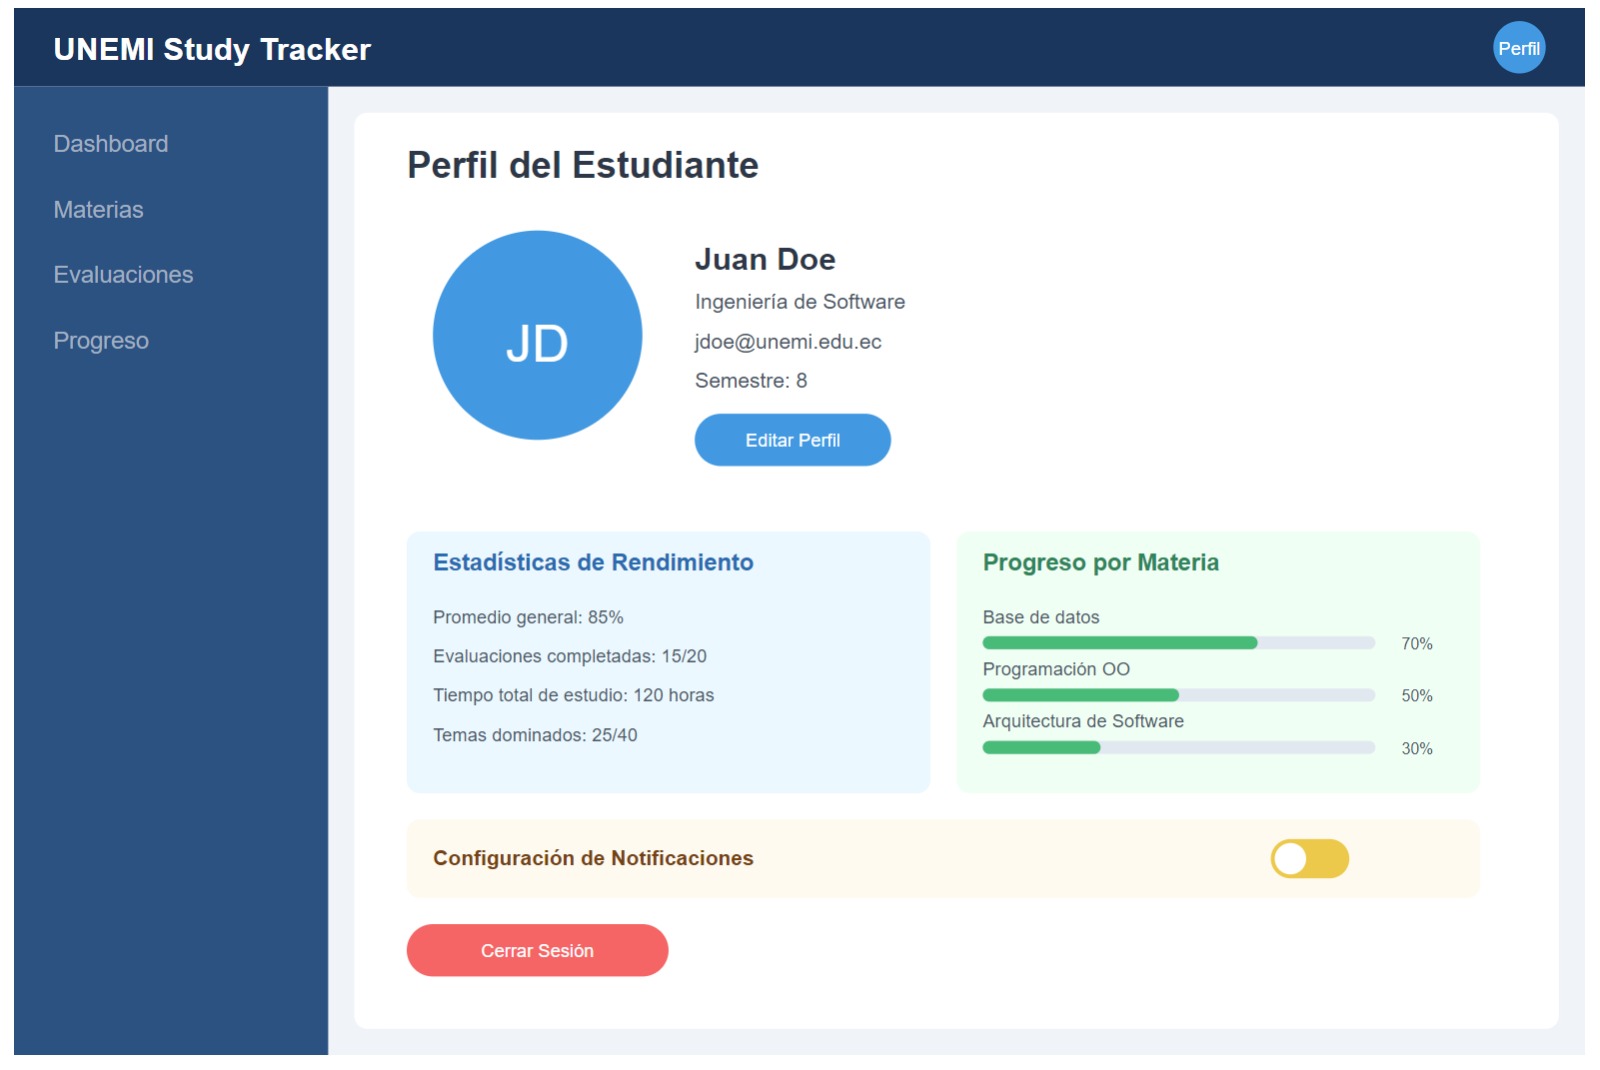 UNEMI Study Tracker
Perfil
Dashboard
Materias
Evaluaciones
Progreso
Perfil del Estudiante
JD
Juan Doe
Ingeniería de Software
jdoe@unemi.edu.ec
Semestre: 8
Editar Perfil
Estadísticas de Rendimiento
Promedio general: 85%
Evaluaciones completadas: 15/20
Tiempo total de estudio: 120 horas
Temas dominados: 25/40
Progreso por Materia
Base de datos
70%
Programación OO
50%
Arquitectura de Software
30%
Configuración de Notificaciones
Cerrar Sesión